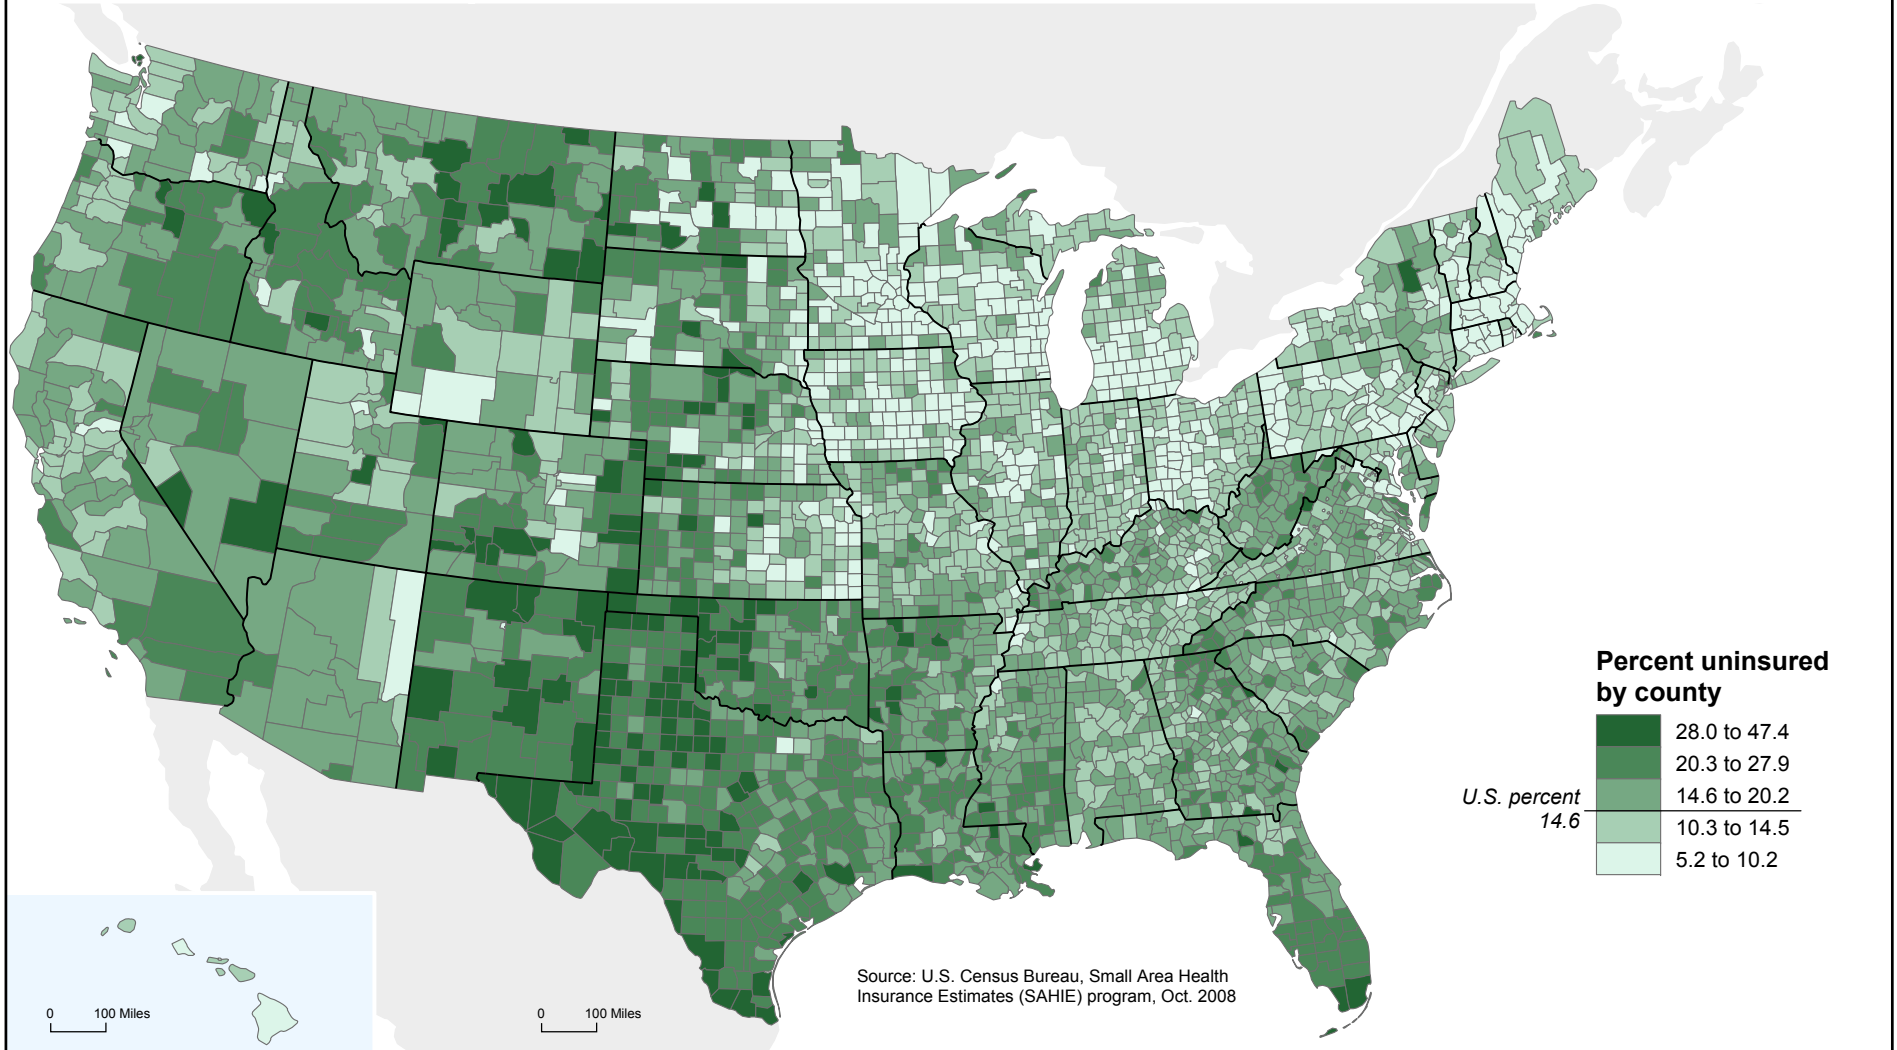 Percent uninsured
by county
28.0 to 47.4
20.3 to 27.9
14.6 to 20.2
U.S. percent
14.6
10.3 to 14.5
5.2 to 10.2
Source: U.S. Census Bureau, Small Area Health
Insurance Estimates (SAHIE) program, Oct. 2008
0 100 Miles
0 100 Miles